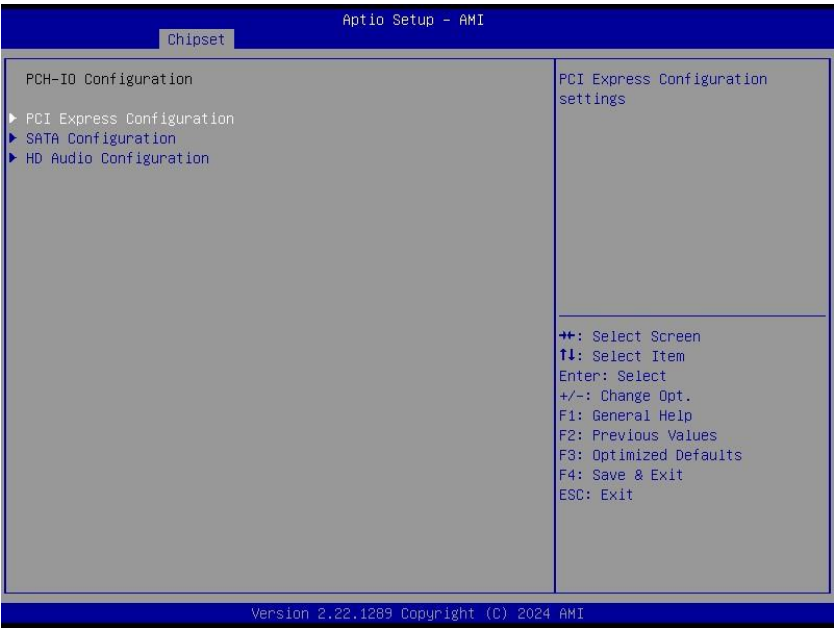 Aptio Setup – AMI
Chipset
PCH-IO Configuration
▶ PCI Express Configuration
▶ SATA Configuration
▶ HD Audio Configuration
PCI Express Configuration
settings
→←: Select Screen
↑↓: Select Item
Enter: Select
+/-: Change Opt.
F1: General Help
F2: Previous Values
F3: Optimized Defaults
F4: Save & Exit
ESC: Exit
Version 2.22.1289 Copyright (C) 2024 AMI